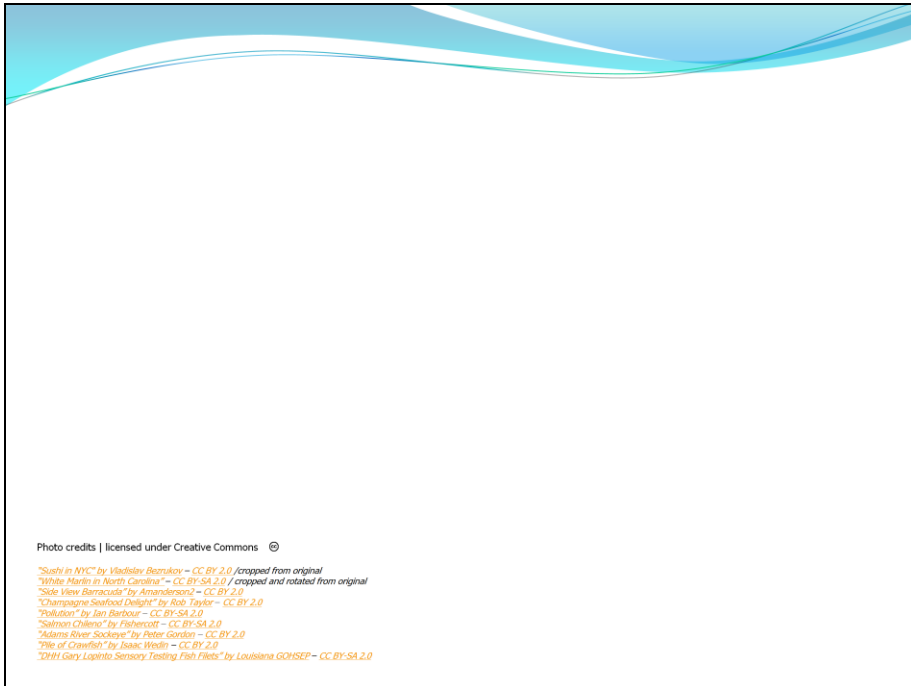 Photo credits | licensed under Creative Commons
"Sushi in NYC" by Vladislav Bezrukov – CC BY 2.0 /cropped from original
"White Marlin in North Carolina" – CC BY-SA 2.0 / cropped and rotated from original
"Side View Barracuda" by Amanderson2 – CC BY 2.0
"Champagne Seafood Delight" by Rob Taylor – CC BY 2.0
"Pollution" by Ian Barbour – CC BY-SA 2.0
"Salmon Chileno" by Fishercott – CC BY-SA 2.0
"Adams River Sockeye" by Peter Gordon – CC BY 2.0
"Pile of Crawfish" by Isaac Wedin – CC BY 2.0
"DHH Gary Lopinto Sensory Testing Fish Filets" by Louisiana GOHSEP – CC BY-SA 2.0